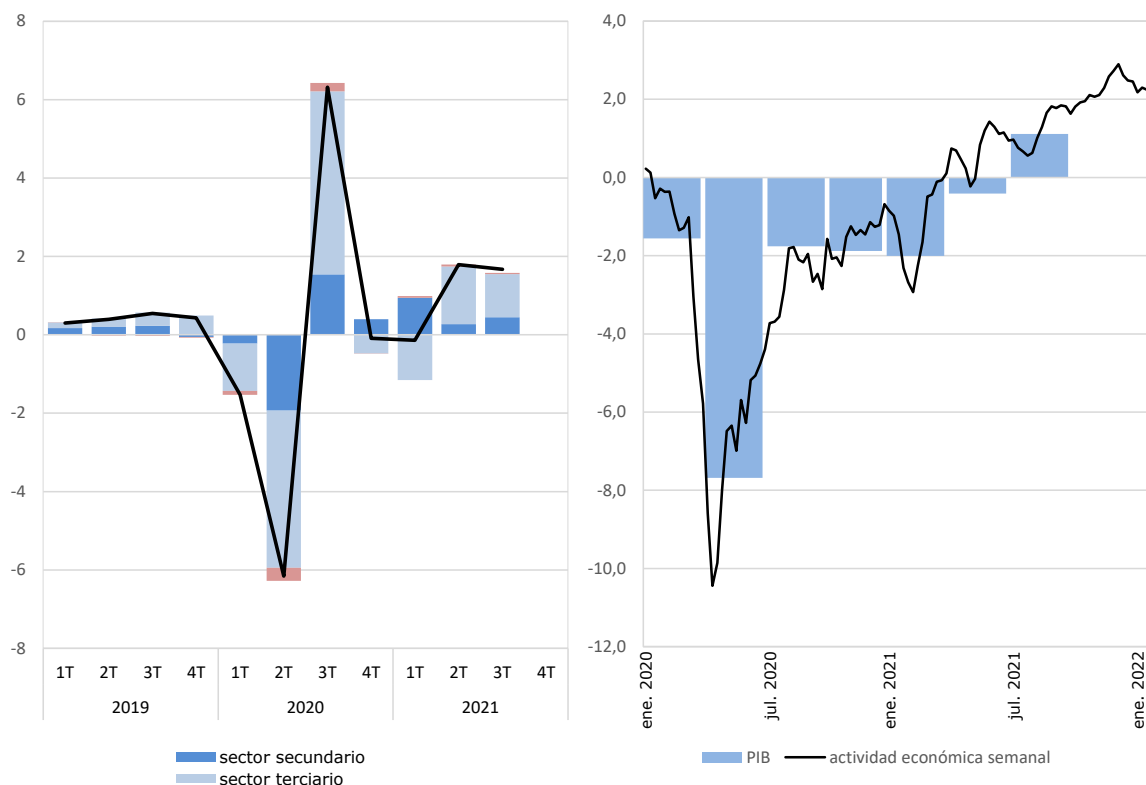 8
6
4
2
0
-2
-4
-6
-8
1T 2T 3T 4T 1T 2T 3T 4T 1T 2T 3T 4T
2019 2020 2021
sector secundario
sector terciario
4,0
2,0
0,0
-2,0
-4,0
-6,0
-8,0
-10,0
-12,0
ene. 2020
jul. 2020
ene. 2021
jul. 2021
ene. 2022
PIB actividad económica semanal